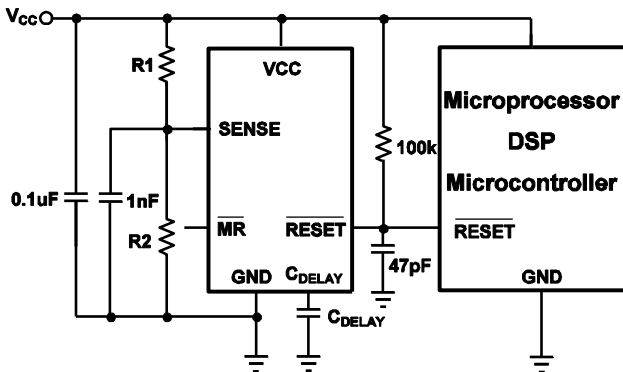 VCC
R1
VCC
SENSE
Microprocessor
DSP
Microcontroller
100k
0.1uF
1nF
R2
MR
RESET
RESET
47pF
GND
CDELAY
GND
CDELAY